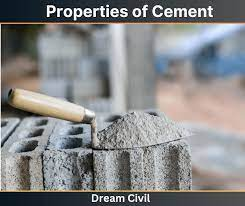 Properties of Cement
Dream Civil